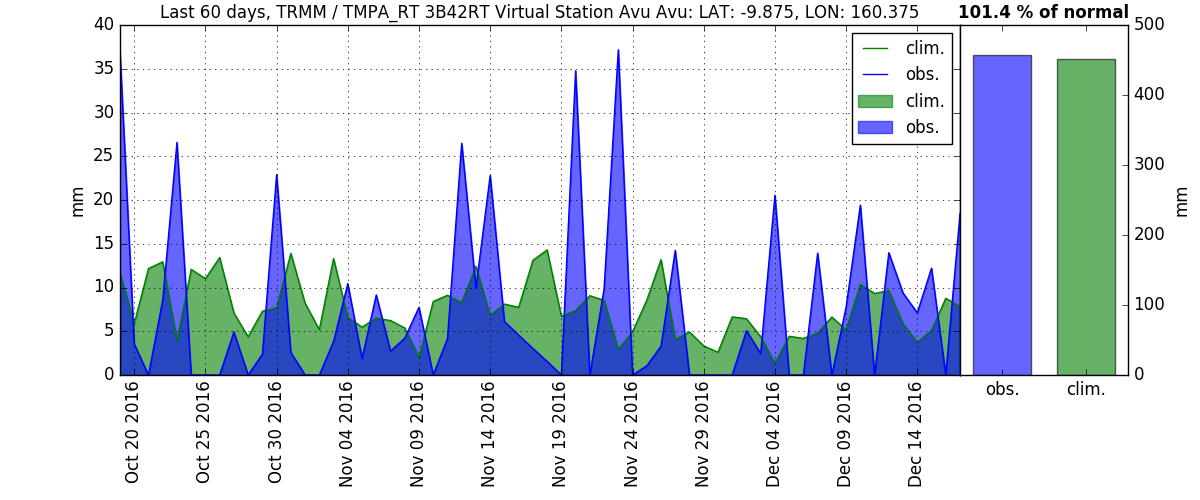 Last 60 days, TRMM / TMPA_RT 3B42RT Virtual Station Avu Avu: LAT: -9.875, LON: 160.375
101.4 % of normal
40
35
30
25
20
15
10
5
0
mm
clim.
obs.
clim.
obs.
500
400
300
200
100
0
mm
Oct 20 2016
Oct 25 2016
Oct 30 2016
Nov 04 2016
Nov 09 2016
Nov 14 2016
Nov 19 2016
Nov 24 2016
Nov 29 2016
Dec 04 2016
Dec 09 2016
Dec 14 2016
obs.
clim.